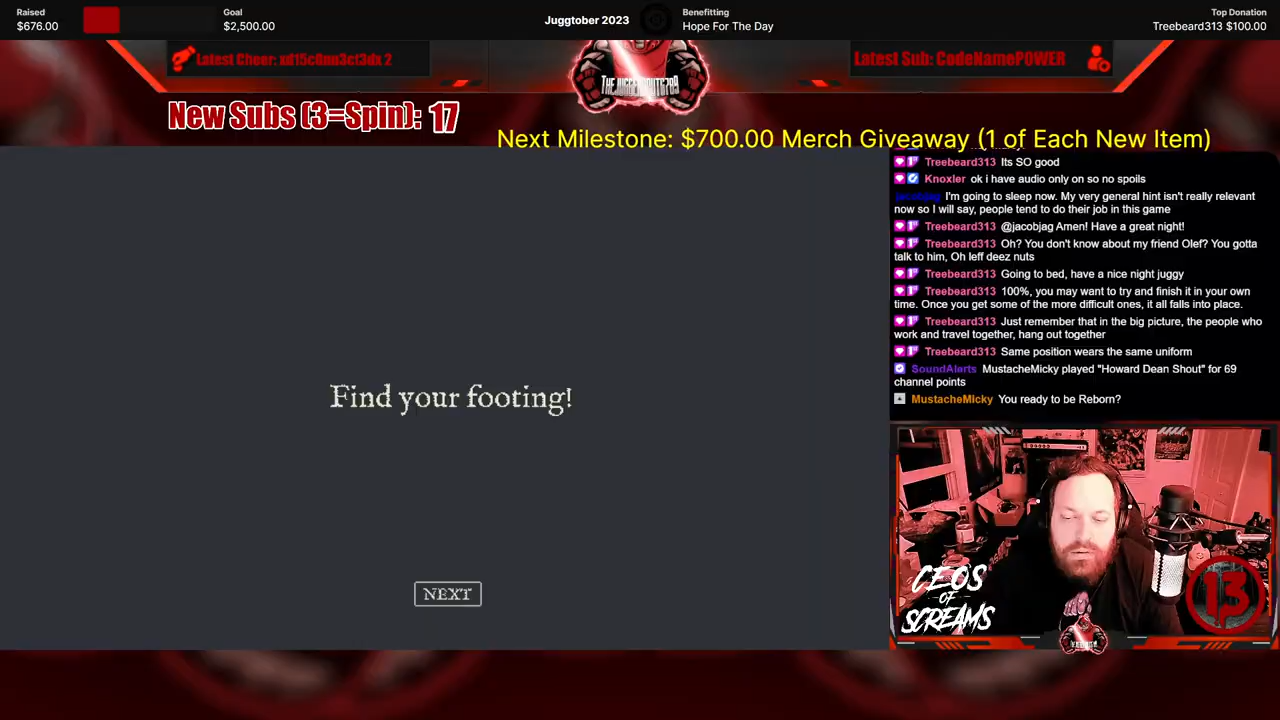 Raised
$676.00
Goal
$2,500.00
Juggtober 2023
Benefitting
Hope For The Day
Top Donation
Treebeard313 $100.00
Latest Cheer: xd15c0nn3ct3dx 2
THEJUGGERNAUT6789
Latest Sub: CodeNamePOWER
New Subs (3=Spin): 17
Next Milestone: $700.00 Merch Giveaway (1 of Each New Item)
Treebeard313 Its SO good
Knoxler ok i have audio only on so no spoils
jacobjag I'm going to sleep now. My very general hint isn't really relevant
now so I will say, people tend to do their job in this game
Treebeard313 @jacobjag Amen! Have a great night!
Treebeard313 Oh? You don't know about my friend Olef? You gotta
talk to him, Oh leff deez nuts
Treebeard313 Going to bed, have a nice night juggy
Treebeard313 100%, you may want to try and finish it in your own
time. Once you get some of the more difficult ones, it all falls into place.
Treebeard313 Just remember that in the big picture, the people who
work and travel together, hang out together
Treebeard313 Same position wears the same uniform
SoundAlerts MustacheMicky played "Howard Dean Shout" for 69
channel points
MustacheMicky You ready to be Reborn?
Find your footing!
NEXT
CEOS
OF
SCREAMS
13